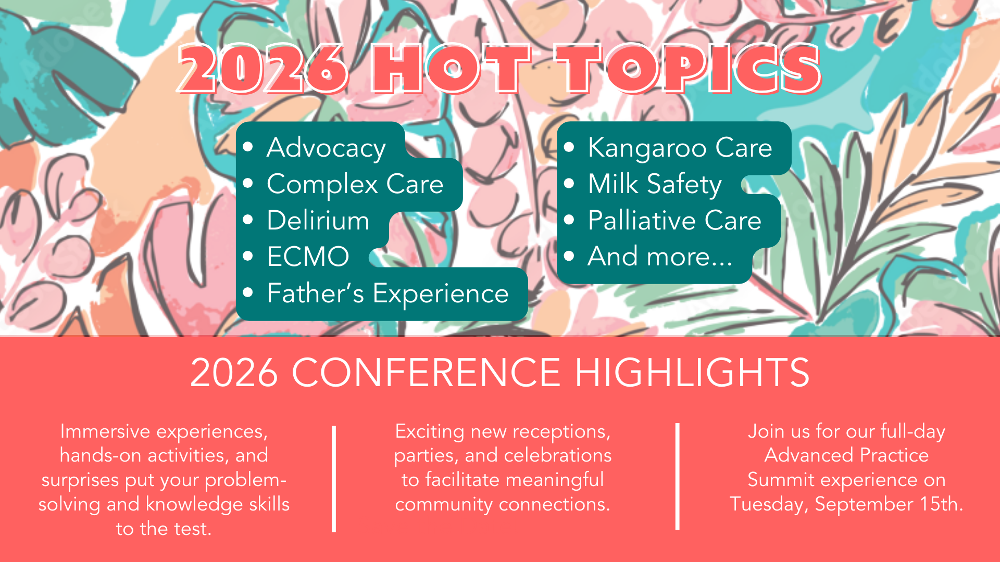 2026 HOT TOPICS
• Advocacy
• Complex Care
• Delirium
• ECMO
• Father’s Experience
• Kangaroo Care
• Milk Safety
• Palliative Care
• And more...
2026 CONFERENCE HIGHLIGHTS
Immersive experiences,
hands-on activities, and
surprises put your problem-
solving and knowledge skills
to the test.
Exciting new receptions,
parties, and celebrations
to facilitate meaningful
community connections.
Join us for our full-day
Advanced Practice
Summit experience on
Tuesday, September 15th.